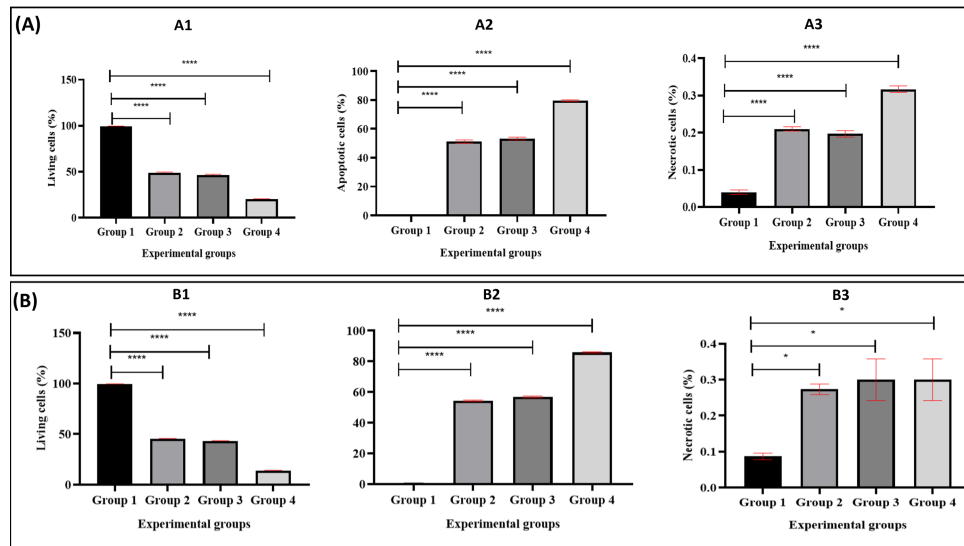 (A)
A1
Living cells (%)
150
100
50
0
****
****
****
Group 1 Group 2 Group 3 Group 4
Experimental groups
A2
Apoptotic cells (%)
100
80
60
40
20
0
****
****
****
Group 1 Group 2 Group 3 Group 4
Experimental groups
A3
Necrotic cells (%)
0.4
0.3
0.2
0.1
0.0
****
****
****
Group 1 Group 2 Group 3 Group 4
Experimental groups
(B)
B1
Living cells (%)
150
100
50
0
****
****
****
Group 1 Group 2 Group 3 Group 4
Experimental groups
B2
100
80
60
40
20
0
****
****
****
Group 1 Group 2 Group 3 Group 4
Experimental groups
B3
Necrotic cells (%)
0.4
0.3
0.2
0.1
0.0
*
*
*
Group 1 Group 2 Group 3 Group 4
Experimental groups